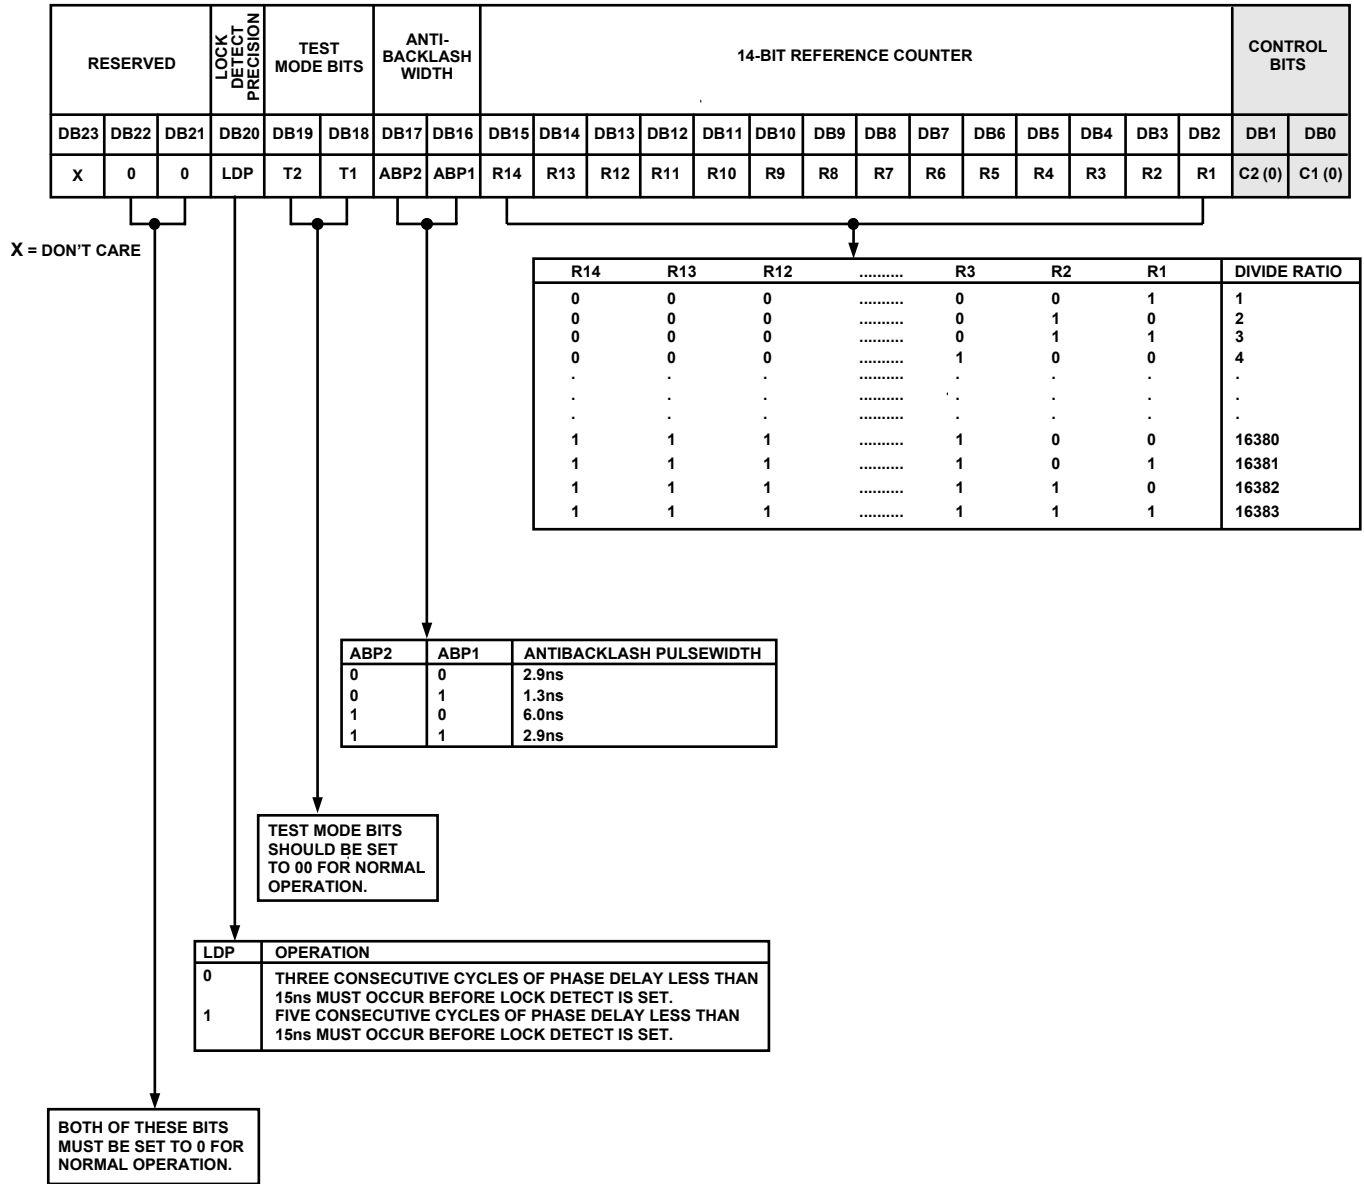 RESERVED
LOCK
DETECT
PRECISION
TEST
MODE BITS
ANTI-
BACKLASH
WIDTH
14-BIT REFERENCE COUNTER
CONTROL
BITS
DB23 DB22 DB21 DB20 DB19 DB18 DB17 DB16 DB15 DB14 DB13 DB12 DB11 DB10 DB9 DB8 DB7 DB6 DB5 DB4 DB3 DB2 DB1 DB0
X 0 0 LDP T2 T1 ABP2 ABP1 R14 R13 R12 R11 R10 R9 R8 R7 R6 R5 R4 R3 R2 R1 C2 (0) C1 (0)
X = DON'T CARE
R14 R13 R12 .......... R3 R2 R1 DIVIDE RATIO
0 0 0 .......... 0 0 1 1
0 0 0 .......... 0 1 0 2
0 0 0 .......... 0 1 1 3
0 0 0 .......... 1 0 0 4
. . . .......... . . . .
. . . .......... . . . .
. . . .......... . . . .
1 1 1 .......... 1 0 0 16380
1 1 1 .......... 1 0 1 16381
1 1 1 .......... 1 1 0 16382
1 1 1 .......... 1 1 1 16383
ABP2 ABP1 ANTIBACKLASH PULSEWIDTH
0 0 2.9ns
0 1 1.3ns
1 0 6.0ns
1 1 2.9ns
TEST MODE BITS
SHOULD BE SET
TO 00 FOR NORMAL
OPERATION.
LDP OPERATION
0 THREE CONSECUTIVE CYCLES OF PHASE DELAY LESS THAN
15ns MUST OCCUR BEFORE LOCK DETECT IS SET.
1 FIVE CONSECUTIVE CYCLES OF PHASE DELAY LESS THAN
15ns MUST OCCUR BEFORE LOCK DETECT IS SET.
BOTH OF THESE BITS
MUST BE SET TO 0 FOR
NORMAL OPERATION.